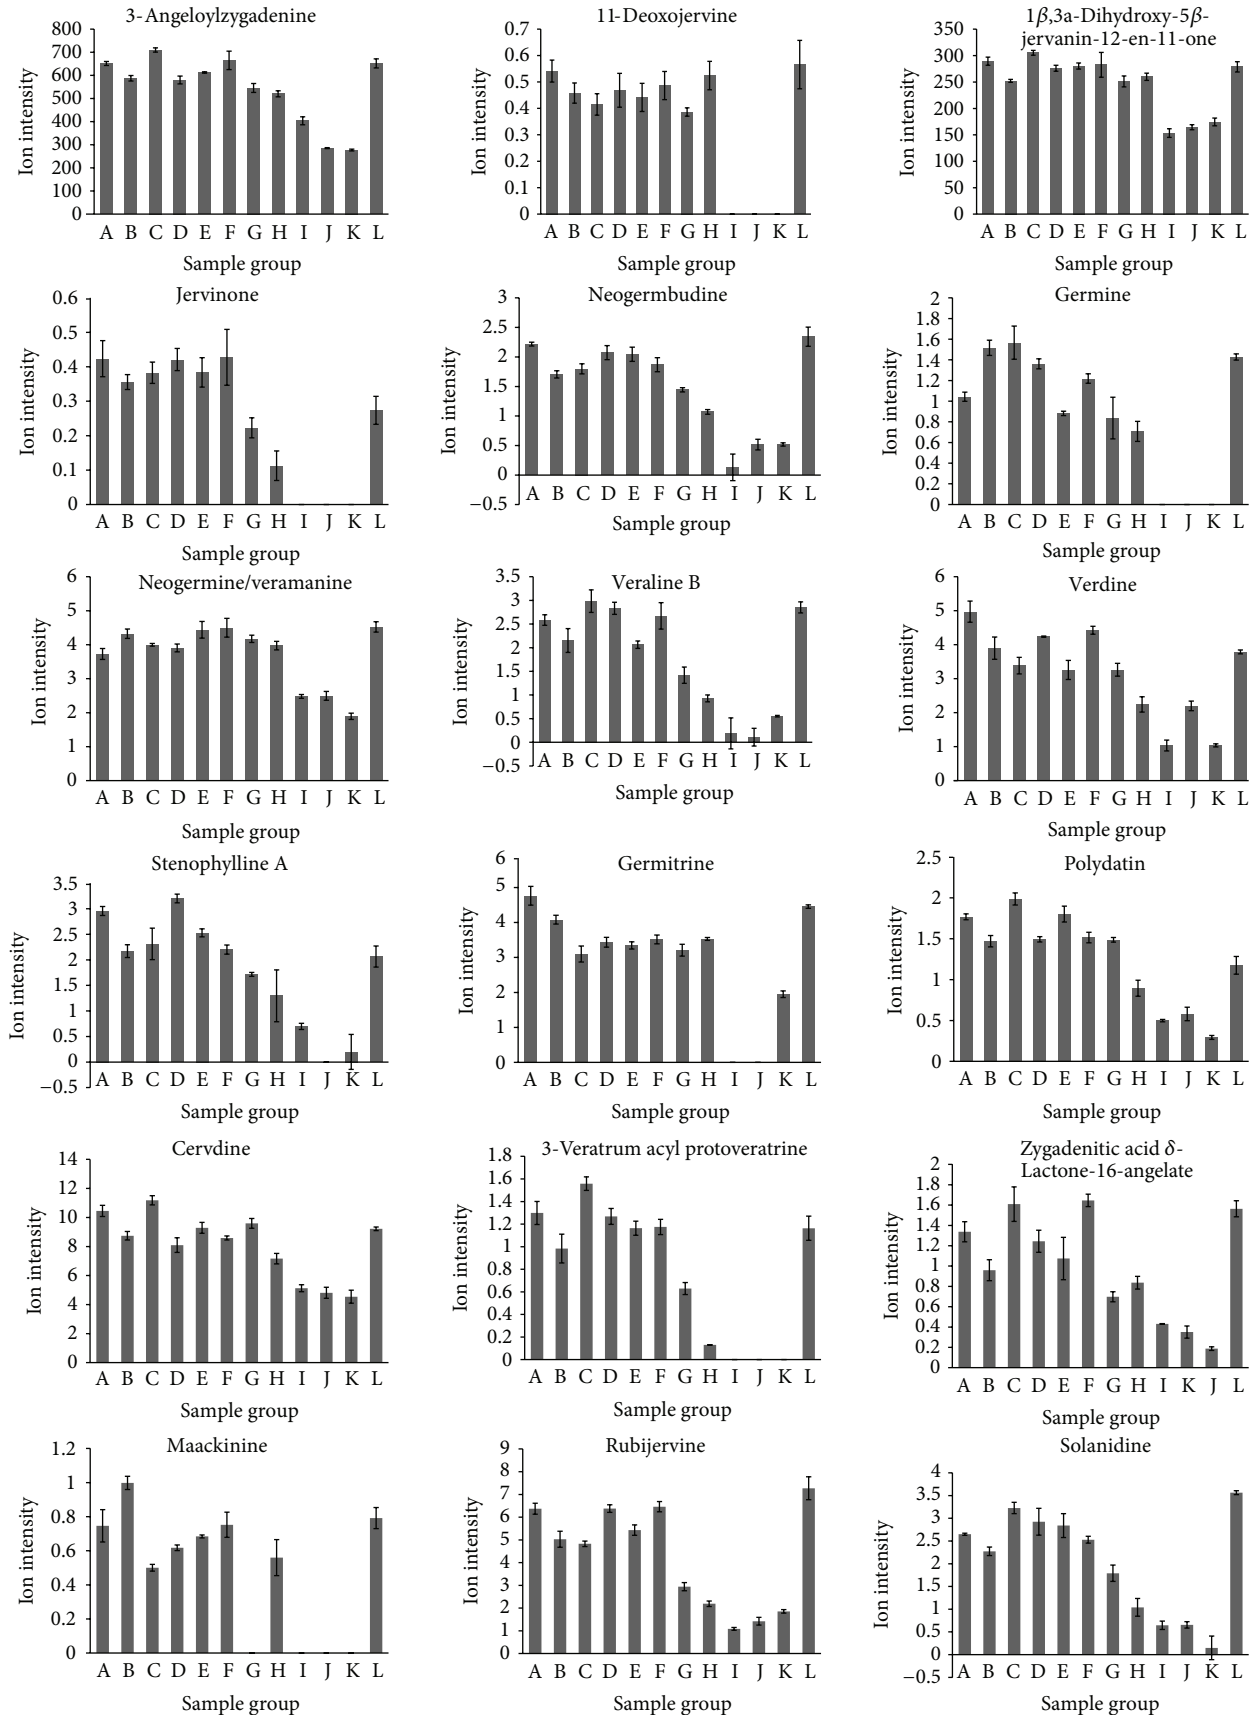 3-Angeloylzygadenine
800
700
600
500
400
300
200
100
0
Ion intensity
A B C D E F G H I J K L
Sample group
11-Deoxojervine
0.7
0.6
0.5
0.4
0.3
0.2
0.1
0
Ion intensity
A B C D E F G H I J K L
Sample group
1β,3a-Dihydroxy-5β-
jervanin-12-en-11-one
350
300
250
200
150
100
50
0
Ion intensity
A B C D E F G H I J K L
Sample group
Jervinone
0.6
0.5
0.4
0.3
0.2
0.1
0
Ion intensity
A B C D E F G H I J K L
Sample group
Neogermbudine
3
2.5
2
1.5
1
0.5
0
−0.5
Ion intensity
A B C D E F G H I J K L
Sample group
Germine
2
1.8
1.6
1.4
1.2
1
0.8
0.6
0.4
0.2
0
Ion intensity
A B C D E F G H I J K L
Sample group
Neogermine/veramanine
6
5
4
3
2
1
0
Ion intensity
A B C D E F G H I J K L
Sample group
Veraline B
3.5
3
2.5
2
1.5
1
0.5
0
−0.5
Ion intensity
A B C D E F G H I J K L
Sample group
Verdine
6
5
4
3
2
1
0
Ion intensity
A B C D E F G H I J K L
Sample group
Stenophylline A
3.5
3
2.5
2
1.5
1
0.5
0
−0.5
Ion intensity
A B C D E F G H I J K L
Sample group
Germitrine
6
5
4
3
2
1
0
Ion intensity
A B C D E F G H I J K L
Sample group
Polydatin
2.5
2
1.5
1
0.5
0
Ion intensity
A B C D E F G H I J K L
Sample group
Cervdine
14
12
10
8
6
4
2
0
Ion intensity
A B C D E F G H I J K L
Sample group
3-Veratrum acyl protoveratrine
1.8
1.6
1.4
1.2
1
0.8
0.6
0.4
0.2
0
Ion intensity
A B C D E F G H I J K L
Sample group
Zygadenitic acid δ-
Lactone-16-angelate
2
1.8
1.6
1.4
1.2
1
0.8
0.6
0.4
0.2
0
Ion intensity
A B C D E F G H I K J L
Sample group
Maackinine
1.2
1
0.8
0.6
0.4
0.2
0
Ion intensity
A B C D E F G H I J K L
Sample group
Rubijervine
9
8
7
6
5
4
3
2
1
0
Ion intensity
A B C D E F G H I J K L
Sample group
Solanidine
4
3.5
3
2.5
2
1.5
1
0.5
0
−0.5
Ion intensity
A B C D E F G H I J K L
Sample group